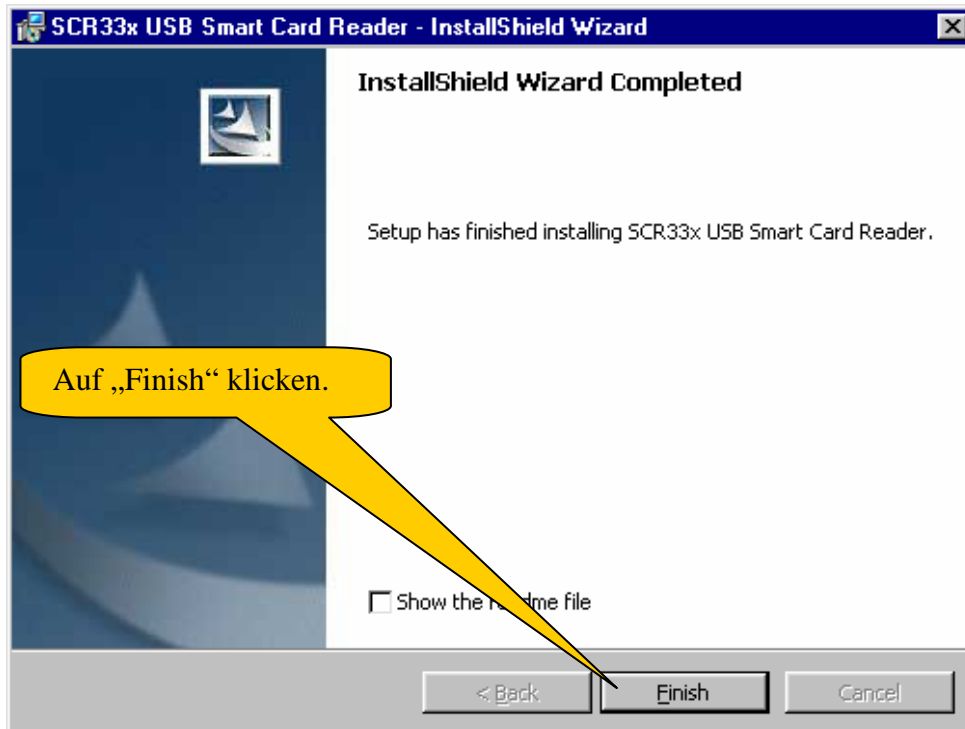 SCR33x USB Smart Card Reader - InstallShield Wizard
InstallShield Wizard Completed
Setup has finished installing SCR33x USB Smart Card Reader.
Auf „Finish“ klicken.
Show the readme file
< Back
Finish
Cancel